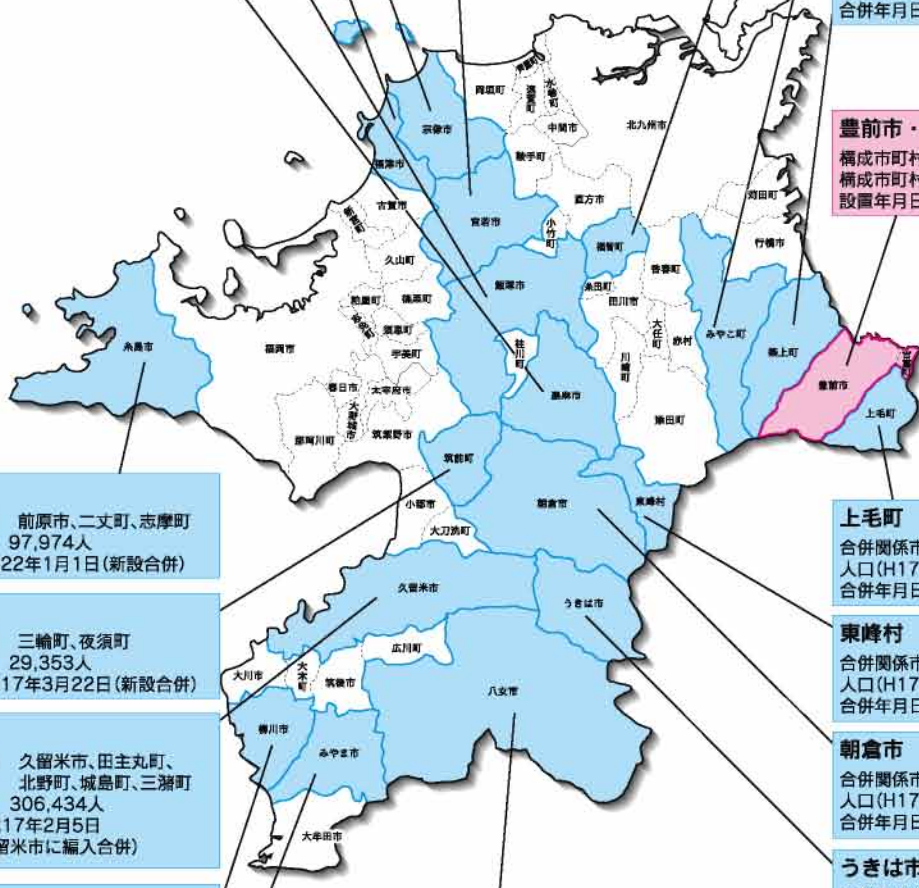 合併年月日
豊前市・
構成市町村
構成市町村
設置年月日
岡垣町
遠賀町
水巻町
中間市
北九州市
宗像市
鞍手町
福津市
宮若市
直方市
苅田町
古賀市
小竹町
福智町
行橋市
久山町
飯塚市
香春町
糸田町
田川市
粕屋町
篠栗町
須恵町
宇美町
大任町
赤村
みやこ町
築上町
桂川町
川崎町
糸島市
福岡市
春日市
太宰府市
大野城市
筑紫野市
那珂川町
嘉麻市
添田町
豊前市
上毛町
筑前町
小郡市
大刀洗町
朝倉市
東峰村
久留米市
うきは市
広川町
大川市
大木町
筑後市
八女市
柳川市
みやま市
大牟田市
前原市、二丈町、志摩町
97,974人
22年1月1日(新設合併)
三輪町、夜須町
29,353人
17年3月22日(新設合併)
久留米市、田主丸町、
北野町、城島町、三潴町
306,434人
17年2月5日
留米市に編入合併)
上毛町
合併関係市
人口(H17
合併年月日
東峰村
合併関係市
人口(H17
合併年月日
朝倉市
合併関係市
人口(H17
合併年月日
うきは市